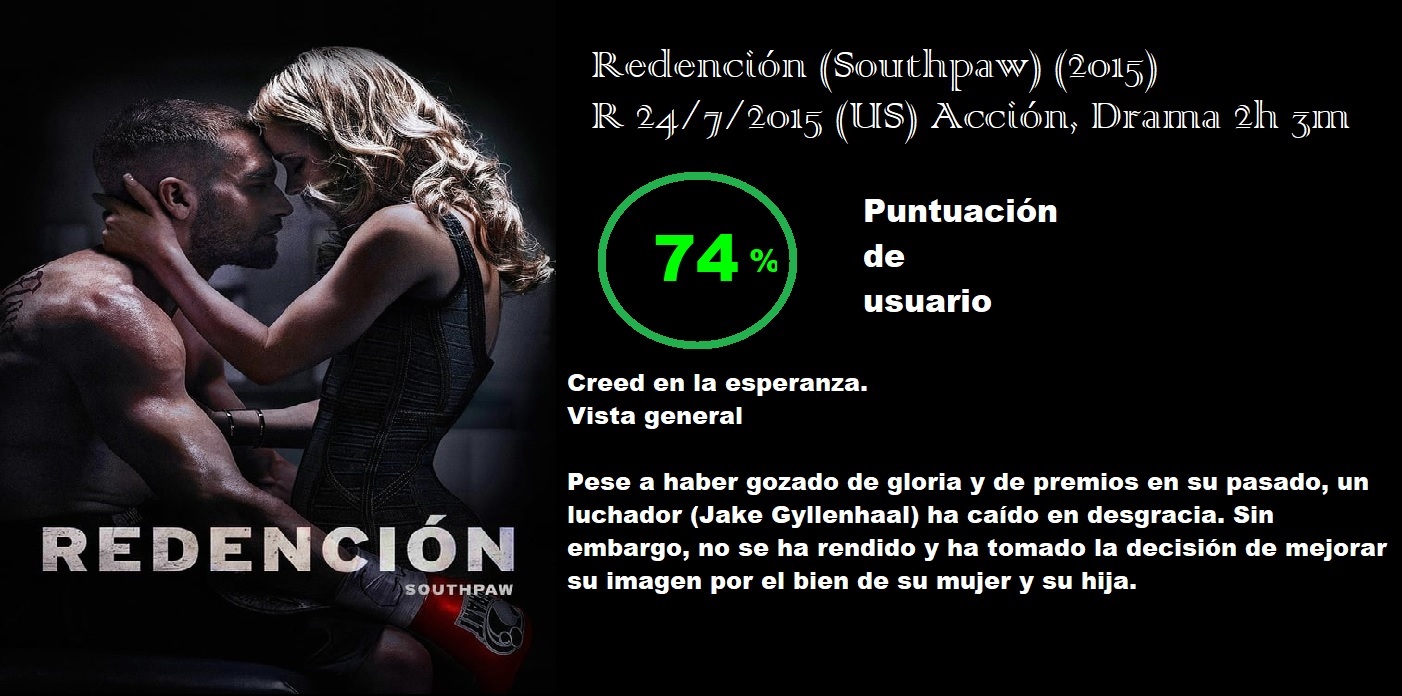 Redención (Southpaw) (2015)
R 24/7/2015 (US) Acción, Drama 2h 3m
74 %
Puntuación
de
usuario
Creed en la esperanza.
Vista general
Pese a haber gozado de gloria y de premios en su pasado, un
luchador (Jake Gyllenhaal) ha caído en desgracia. Sin
embargo, no se ha rendido y ha tomado la decisión de mejorar
su imagen por el bien de su mujer y su hija.
REDENCIÓN
SOUTHPAW